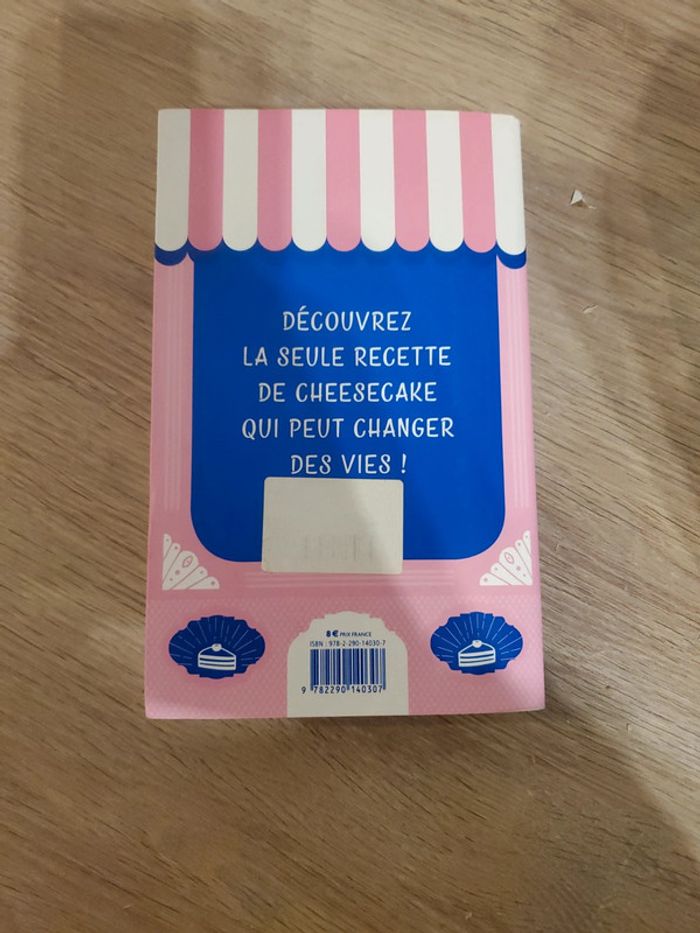 DÉCOUVREZ
LA SEULE RECETTE
DE CHEESECAKE
QUI PEUT CHANGER
DES VIES !
8 € PRIX FRANCE
ISBN : 978-2-290-14030-7
9 782290 140307